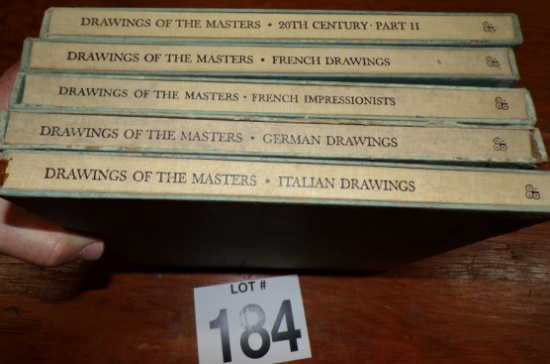 DRAWINGS OF THE MASTERS • 20TH CENTURY · PART II
DRAWINGS OF THE MASTERS • FRENCH DRAWINGS
DRAWINGS OF THE MASTERS • FRENCH IMPRESSIONISTS
DRAWINGS OF THE MASTERS • GERMAN DRAWINGS
DRAWINGS OF THE MASTERS • ITALIAN DRAWINGS
LOT #
184